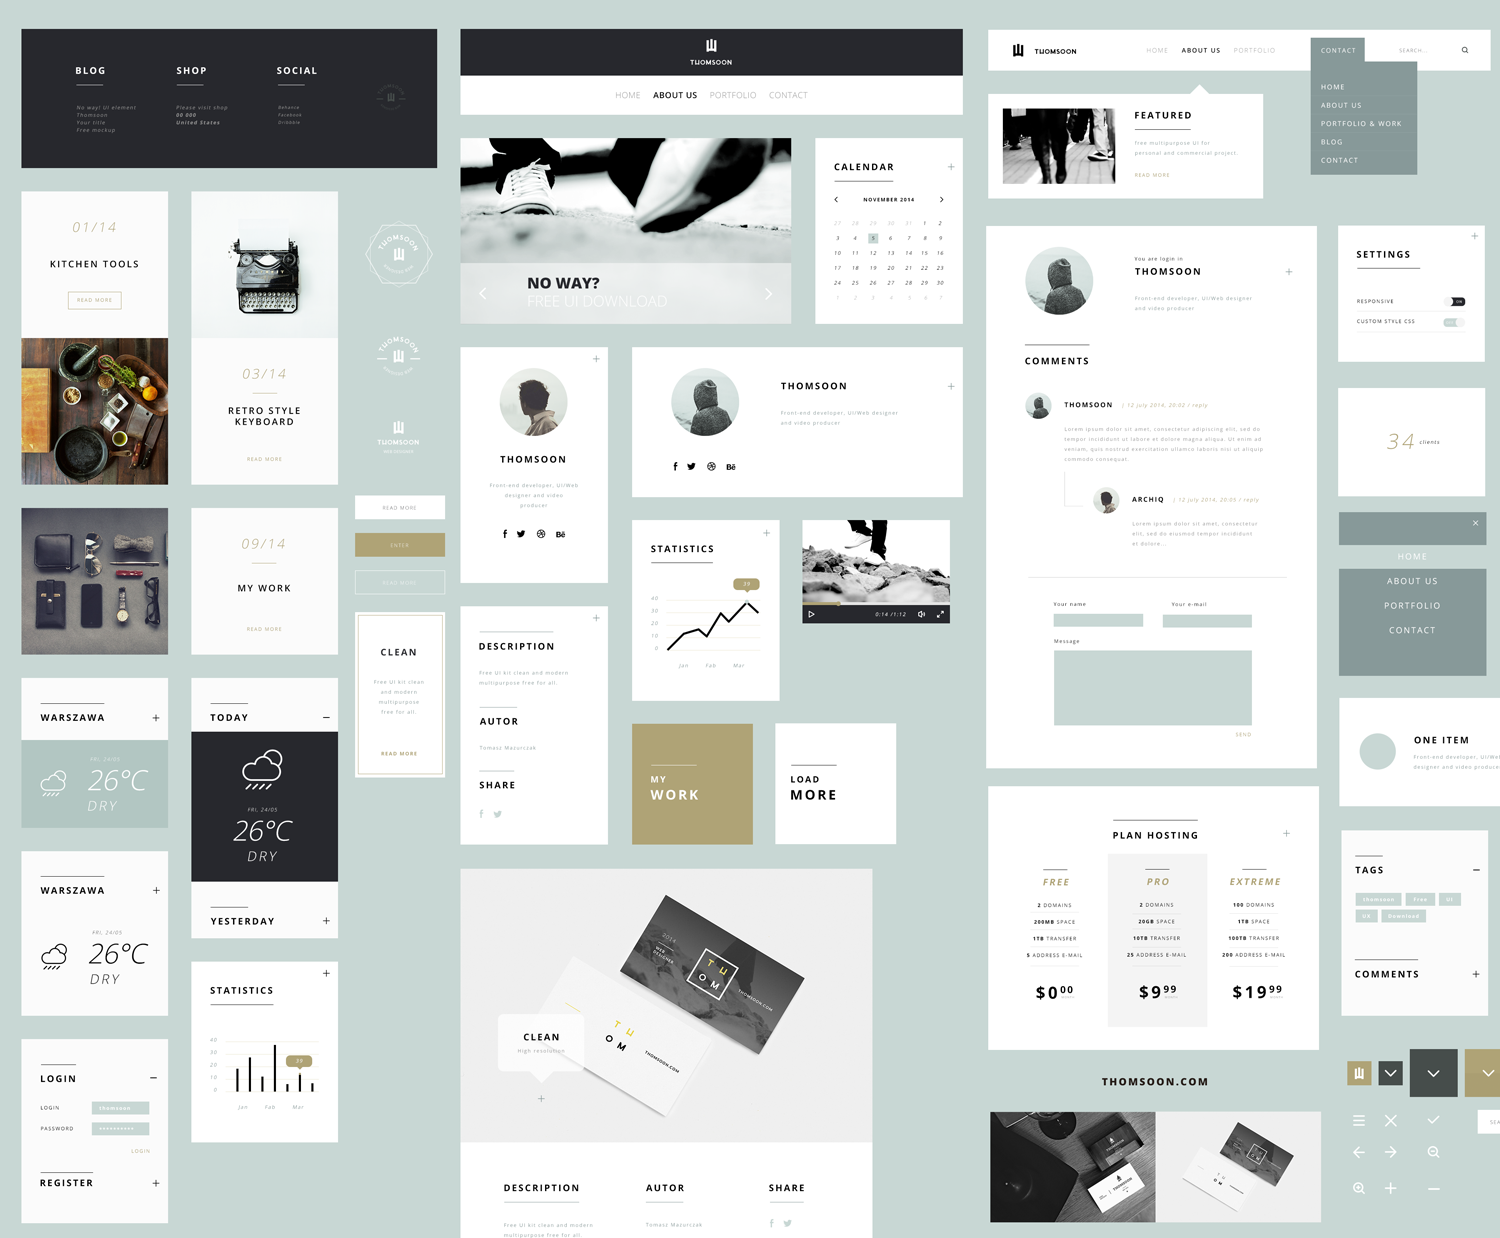 BLOG
No way! UI element
Thomsoon
Your title
Free mockup
SHOP
Please visit shop
00 000
United States
SOCIAL
Behance
Facebook
Dribbble
01/14
KITCHEN TOOLS
READ MORE
03/14
RETRO STYLE
KEYBOARD
READ MORE
09/14
MY WORK
READ MORE
THOMSOON
THOMSOON
THOMSOON
READ MORE
ENTER
READ MORE
CLEAN
Free UI kit clean
and modern
multipurpose
free for all.
READ MORE
WARSZAWA
FRI, 24/05
26°C
DRY
TODAY
FRI, 24/05
26°C
DRY
YESTERDAY
WARSZAWA
FRI, 24/05
26°C
DRY
STATISTICS
40
30
20
10
0
39
Jan Feb Mar
LOGIN
LOGIN thomsoon
PASSWORD **********
LOGIN
REGISTER
THOMSOON
HOME ABOUT US PORTFOLIO CONTACT
NO WAY?
FREE UI DOWNLOAD
CALENDAR
NOVEMBER 2014
27 28 29 30 31 1 2
3 4 5 6 7 8 9
10 11 12 13 14 15 16
17 18 19 20 21 22 23
24 25 26 27 28 29 30
1 2 3 4 5 6 7
THOMSOON
Front-end developer, UI/Web
designer and video
producer
Bē
THOMSOON
Front-end developer, UI/Web designer
and video producer
Bē
STATISTICS
39
40
30
20
10
0
Jan Feb Mar
0:14 /1:12
DESCRIPTION
Free UI kit clean and modern
multipurpose free for all.
AUTOR
Tomasz Mazurczak
SHARE
MY
WORK
LOAD
MORE
2014
WEB
DESIGNER
THOM
THOMSOON.COM
THOM
THOMSOON.COM
CLEAN
High resolution
DESCRIPTION
Free UI kit clean and modern
multipurpose free for all.
AUTOR
Tomasz Mazurczak
SHARE
THOMSOON
HOME ABOUT US PORTFOLIO CONTACT SEARCH...
HOME
ABOUT US
PORTFOLIO & WORK
BLOG
CONTACT
FEATURED
free multipurpose UI for
personal and commercial project.
READ MORE
You are login in
THOMSOON
Front-end developer, UI/Web designer
and video producer
COMMENTS
THOMSOON | 12 july 2014, 20:02 / reply
Lorem ipsum dolor sit amet, consectetur adipiscing elit, sed do
tempor incididunt ut labore et dolore magna aliqua. Ut enim ad
veniam, quis nostrud exercitation ullamco laboris nisi ut aliquip
commodo consequat.
ARCHIQ | 12 july 2014, 20:05 / reply
Lorem ipsum dolor sit amet, consectetur
elit, sed do eiusmod tempor incididunt
et dolore...
Your name
Your e-mail
Message
SEND
SETTINGS
RESPONSIVE ON
CUSTOM STYLE CSS
34 clients
HOME
ABOUT US
PORTFOLIO
CONTACT
ONE ITEM
Front-end developer, UI/Web
designer and video producer
PLAN HOSTING
FREE
2 DOMAINS
200MB SPACE
1TB TRANSFER
5 ADDRESS E-MAIL
$0 00
PRO
2 DOMAINS
20GB SPACE
10TB TRANSFER
25 ADDRESS E-MAIL
$9 99
EXTREME
100 DOMAINS
1TB SPACE
100TB TRANSFER
200 ADDRESS E-MAIL
$19 99
TAGS
thomsoon Free UI
UX Download
COMMENTS
THOMSOON.COM
SEA